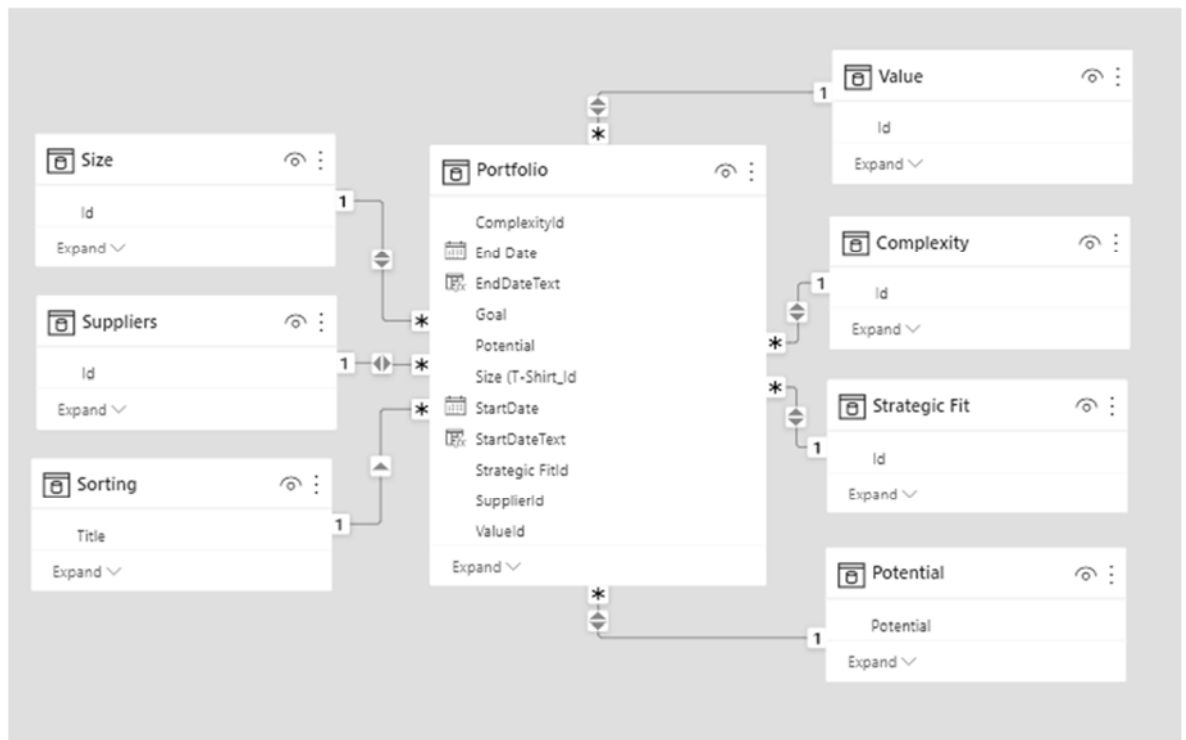 Size
Id
Expand
1
*
Suppliers
Id
Expand
1
*
Sorting
Title
Expand
1
*
Portfolio
ComplexityId
End Date
EndDateText
Goal
Potential
Size (T-Shirt_Id
StartDate
StartDateText
Strategic FitId
SupplierId
ValueId
Expand
*
1
Value
Id
Expand
*
1
Complexity
Id
Expand
*
1
Strategic Fit
Id
Expand
*
1
Potential
Potential
Expand